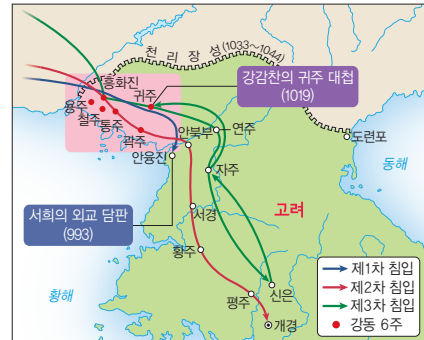 천리장성(1033~1044)
강감찬의 귀주 대첩
(1019)
흥화진
귀주
용주
철주
통주
곽주
안북부
연주
안융진
도련포
동해
자주
서희의 외교 담판
(993)
서경
고려
황주
황해
평주
신은
개경
제1차 침입
제2차 침입
제3차 침입
강동 6주